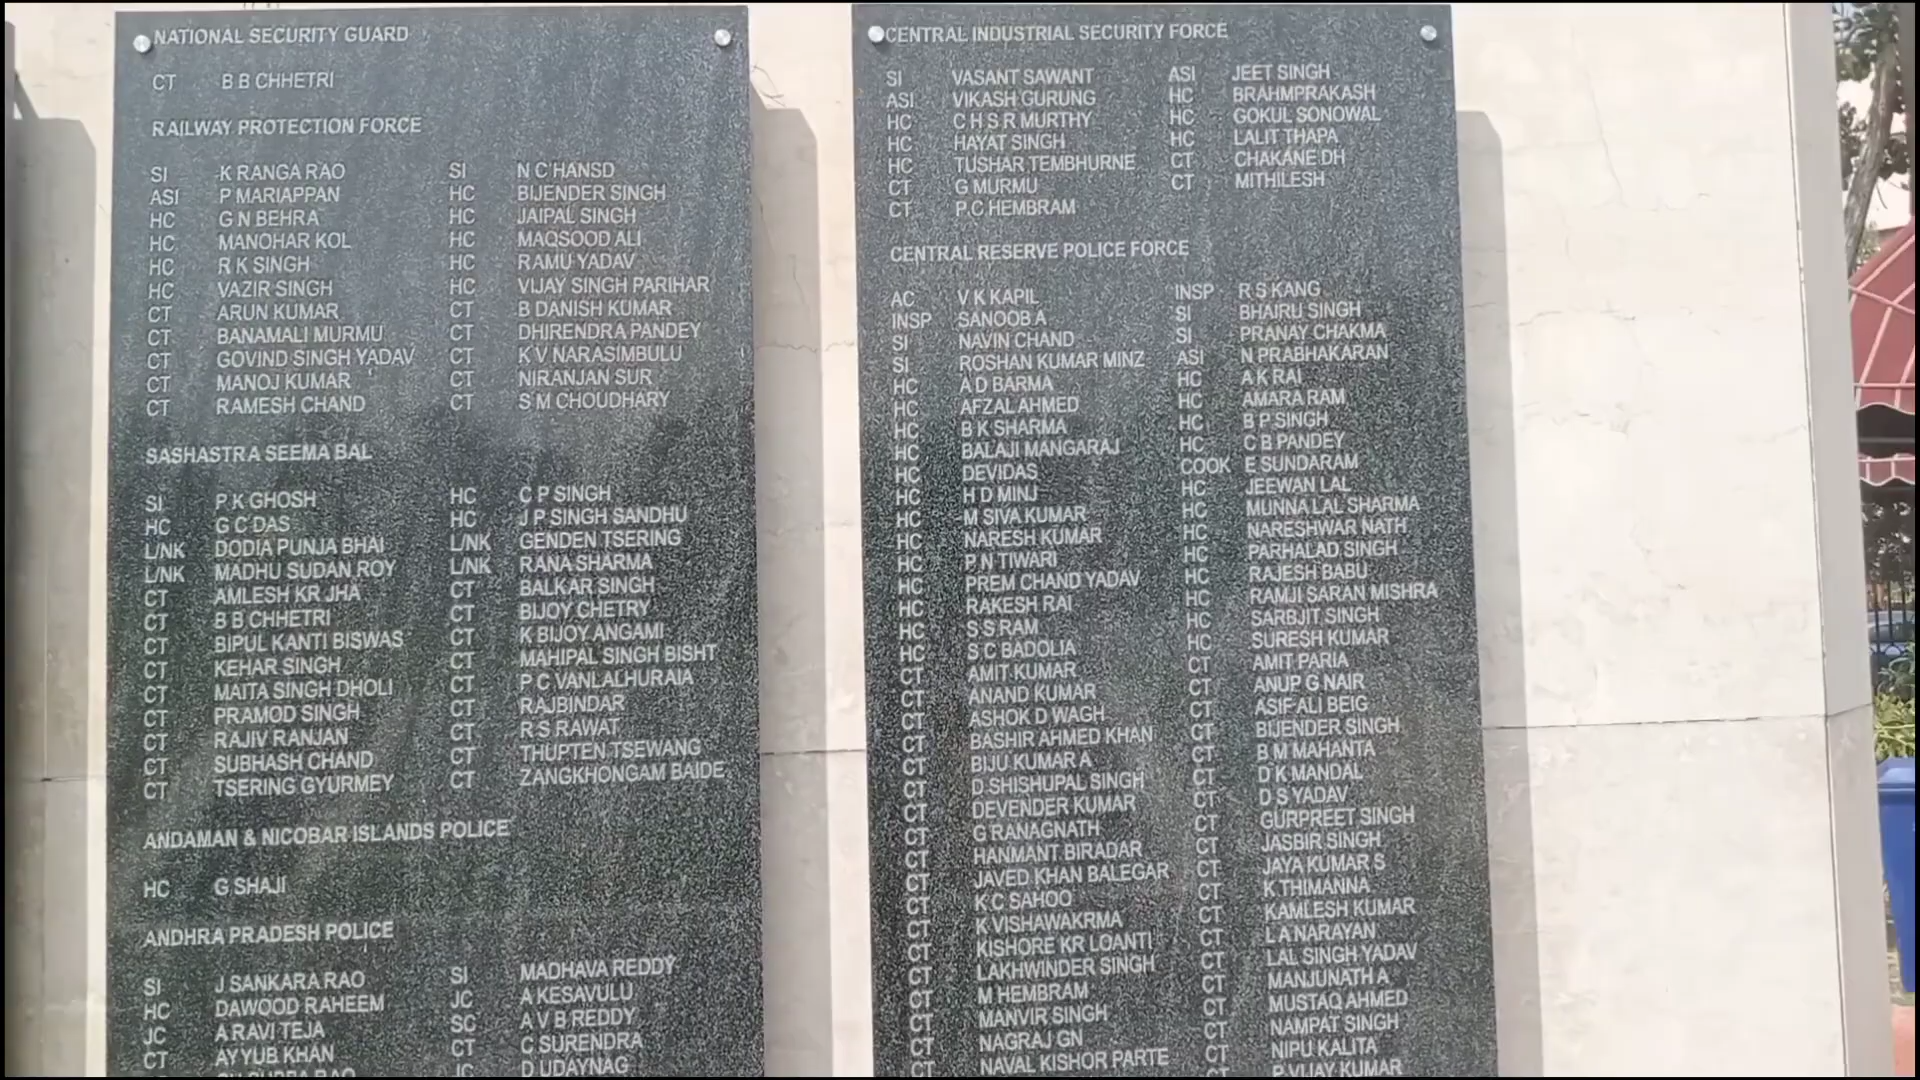 NATIONAL SECURITY GUARD
CT B B CHHETRI
RAILWAY PROTECTION FORCE
SI K RANGA RAO SI N C HANSD
ASI P MARIAPPAN HC BIJENDER SINGH
HC G N BEHRA HC JAIPAL SINGH
HC MANOHAR KOL HC MAQSOOD ALI
HC R K SINGH HC RAMU YADAV
HC VAZIR SINGH HC VIJAY SINGH PARIHAR
CT ARUN KUMAR CT B DANISH KUMAR
CT BANAMALI MURMU CT DHIRENDRA PANDEY
CT GOVIND SINGH YADAV CT K V NARASIMBULU
CT MANOJ KUMAR CT NIRANJAN SUR
CT RAMESH CHAND CT S M CHOUDHARY
SASHASTRA SEEMA BAL
SI P K GHOSH HC C P SINGH
HC G C DAS HC J P SINGH SANDHU
L/NK DODIA PUNJA BHAI L/NK GENDEN TSERING
L/NK MADHU SUDAN ROY L/NK RANA SHARMA
CT AMLESH KR JHA CT BALKAR SINGH
CT B B CHHETRI CT BIJOY CHETRY
CT BIPUL KANTI BISWAS CT K BIJOY ANGAMI
CT KEHAR SINGH CT MAHIPAL SINGH BISHT
CT MAITA SINGH DHOLI CT P C VANLALHURAIA
CT PRAMOD SINGH CT RAJBINDAR
CT RAJIV RANJAN CT R S RAWAT
CT SUBHASH CHAND CT THUPTEN TSEWANG
CT TSERING GYURMEY CT ZANGKHONGAM BAIDE
ANDAMAN & NICOBAR ISLANDS POLICE
HC G SHAJI
ANDHRA PRADESH POLICE
SI J SANKARA RAO SI MADHAVA REDDY
HC DAWOOD RAHEEM JC A KESAVULU
JC A RAVI TEJA SC A V B REDDY
CT AYYUB KHAN CT C SURENDRA
JC D UDAYNAG
CENTRAL INDUSTRIAL SECURITY FORCE
SI VASANT SAWANT ASI JEET SINGH
ASI VIKASH GURUNG HC BRAHMPRAKASH
HC C H S R MURTHY HC GOKUL SONOWAL
HC HAYAT SINGH HC LALIT THAPA
HC TUSHAR TEMBHURNE CT CHAKANE DH
CT G MURMU CT MITHILESH
CT P C HEMBRAM
CENTRAL RESERVE POLICE FORCE
AC V K KAPIL INSP R S KANG
INSP SANOOB A SI BHAIRU SINGH
SI NAVIN CHAND SI PRANAY CHAKMA
SI ROSHAN KUMAR MINZ ASI N PRABHAKARAN
HC A D BARMA HC A K RAI
HC AFZAL AHMED HC AMARA RAM
HC B K SHARMA HC B P SINGH
HC BALAJI MANGARAJ HC C B PANDEY
HC DEVIDAS COOK E SUNDARAM
HC H D MINJ HC JEEWAN LAL
HC M SIVA KUMAR HC MUNNA LAL SHARMA
HC NARESH KUMAR HC NARESHWAR NATH
HC P N TIWARI HC PARHALAD SINGH
HC PREM CHAND YADAV HC RAJESH BABU
HC RAKESH RAI HC RAMJI SARAN MISHRA
HC S S RAM HC SARBJIT SINGH
HC S C BADOLIA HC SURESH KUMAR
CT AMIT KUMAR CT AMIT PARIA
CT ANAND KUMAR CT ANUP G NAIR
CT ASHOK D WAGH CT ASIF ALI BEIG
CT BASHIR AHMED KHAN CT BIJENDER SINGH
CT BIJU KUMAR A CT B M MAHANTA
CT D SHISHUPAL SINGH CT D K MANDAL
CT DEVENDER KUMAR CT D S YADAV
CT G RANAGNATH CT GURPREET SINGH
CT HANMANT BIRADAR CT JASBIR SINGH
CT JAVED KHAN BALEGAR CT JAYA KUMAR S
CT K C SAHOO CT K THIMANNA
CT K VISHAWAKRMA CT KAMLESH KUMAR
CT KISHORE KR LOANTI CT L A NARAYAN
CT LAKHWINDER SINGH CT LAL SINGH YADAV
CT M HEMBRAM CT MANJUNATH A
CT MANVIR SINGH CT MUSTAQ AHMED
CT NAGRAJ GN CT NAMPAT SINGH
CT NAVAL KISHOR PARTE CT NIPU KALITA
CT P VIJAY KUMAR